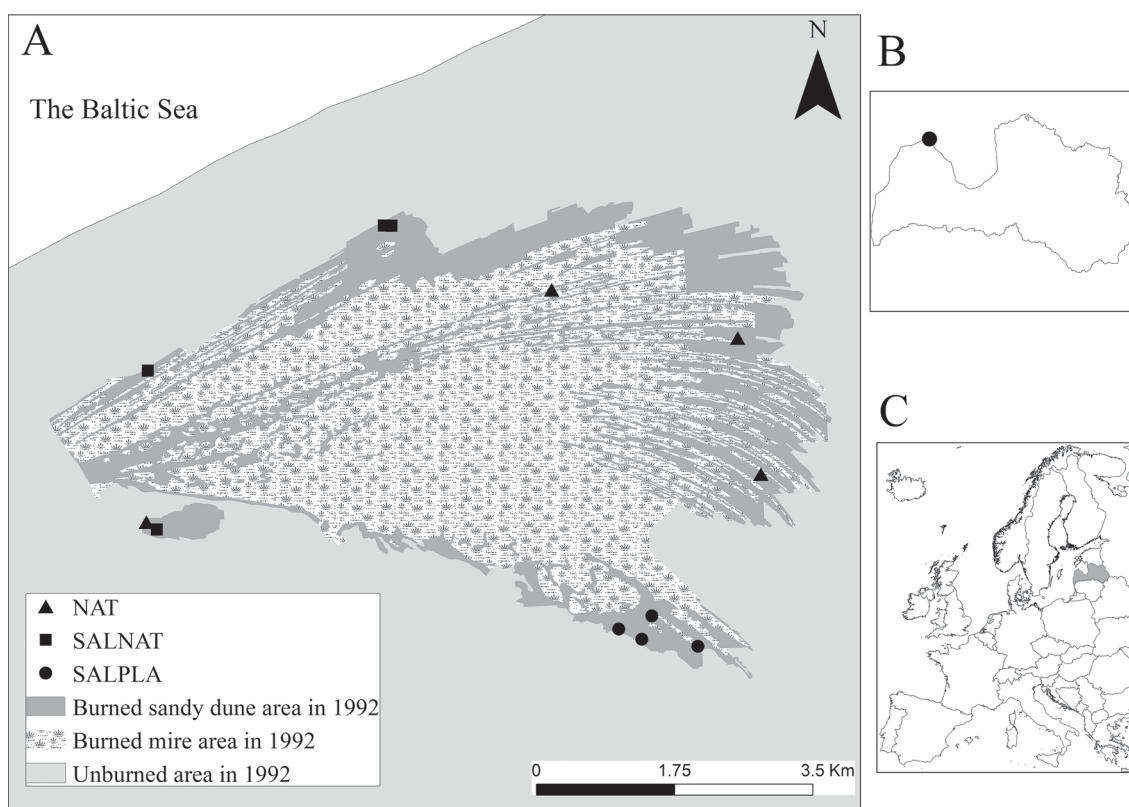 A
N
The Baltic Sea
NAT
SALNAT
SALPLA
Burned sandy dune area in 1992
Burned mire area in 1992
Unburned area in 1992
0 1.75 3.5 Km
B
C